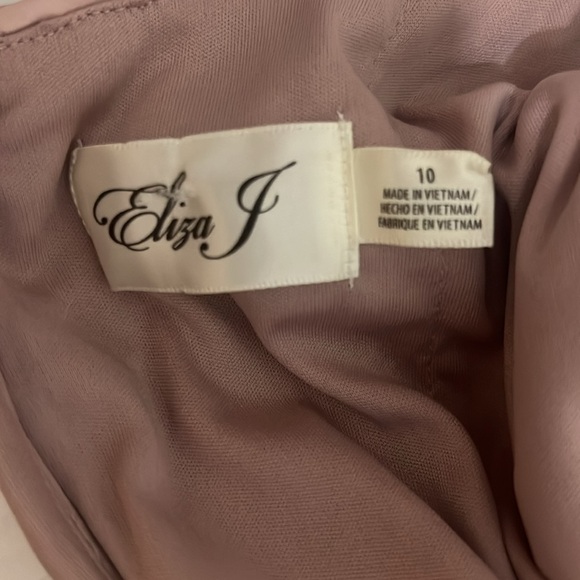 Eliza J
10
MADE IN VIETNAM/
HECHO EN VIETNAM/
FABRIQUE EN VIETNAM